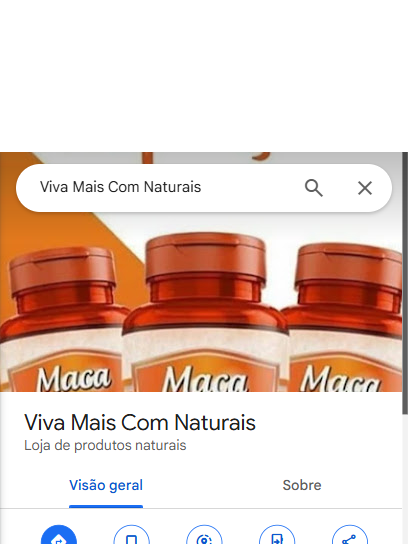 Viva Mais Com Naturais
Maca
Maca
Maca
Viva Mais Com Naturais
Loja de produtos naturais
Visão geral
Sobre